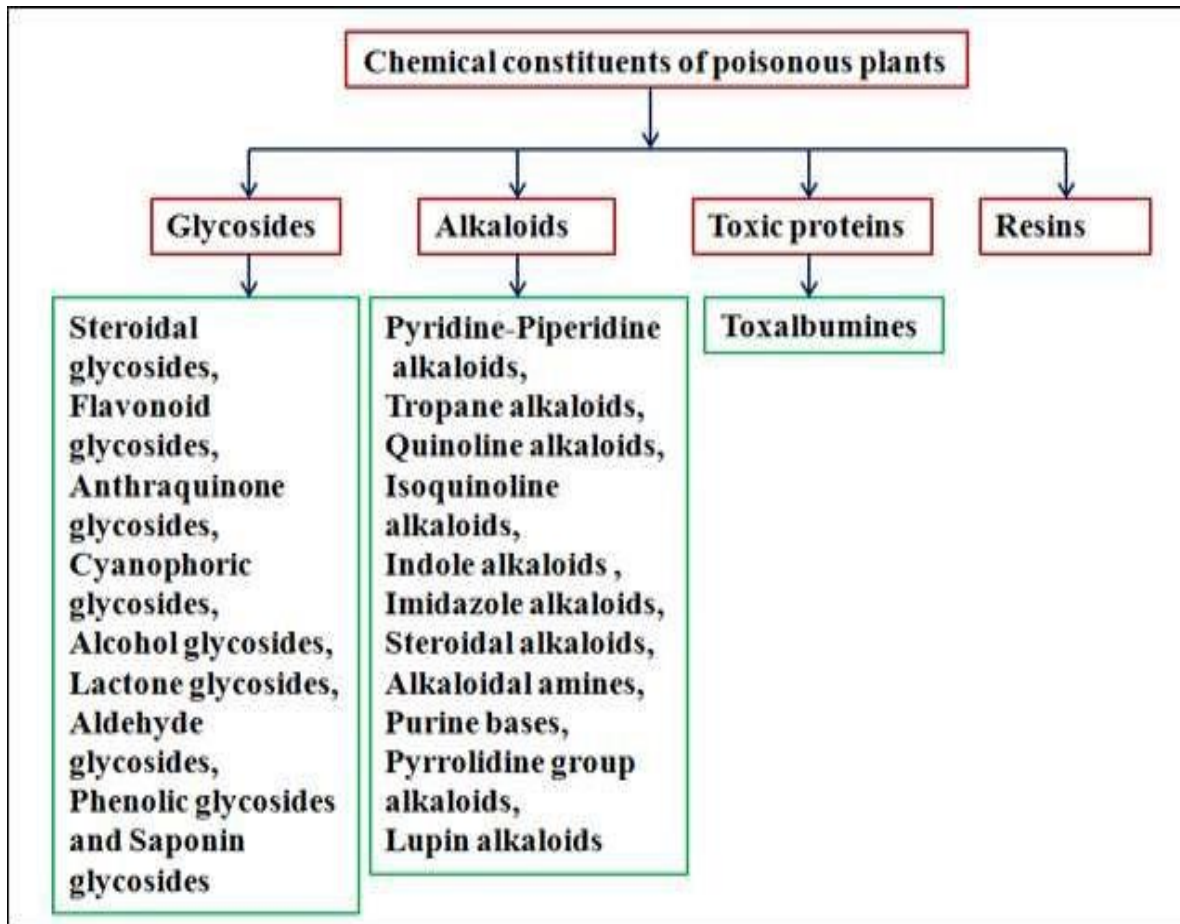 Chemical constituents of poisonous plants
Glycosides
Alkaloids
Toxic proteins
Resins
Steroidal
glycosides,
Flavonoid
glycosides,
Anthraquinone
glycosides,
Cyanophoric
glycosides,
Alcohol glycosides,
Lactone glycosides,
Aldehyde
glycosides,
Phenolic glycosides
and Saponin
glycosides
Pyridine-Piperidine
alkaloids,
Tropane alkaloids,
Quinoline alkaloids,
Isoquinoline
alkaloids,
Indole alkaloids ,
Imidazole alkaloids,
Steroidal alkaloids,
Alkaloidal amines,
Purine bases,
Pyrrolidine group
alkaloids,
Lupin alkaloids
Toxalbumines